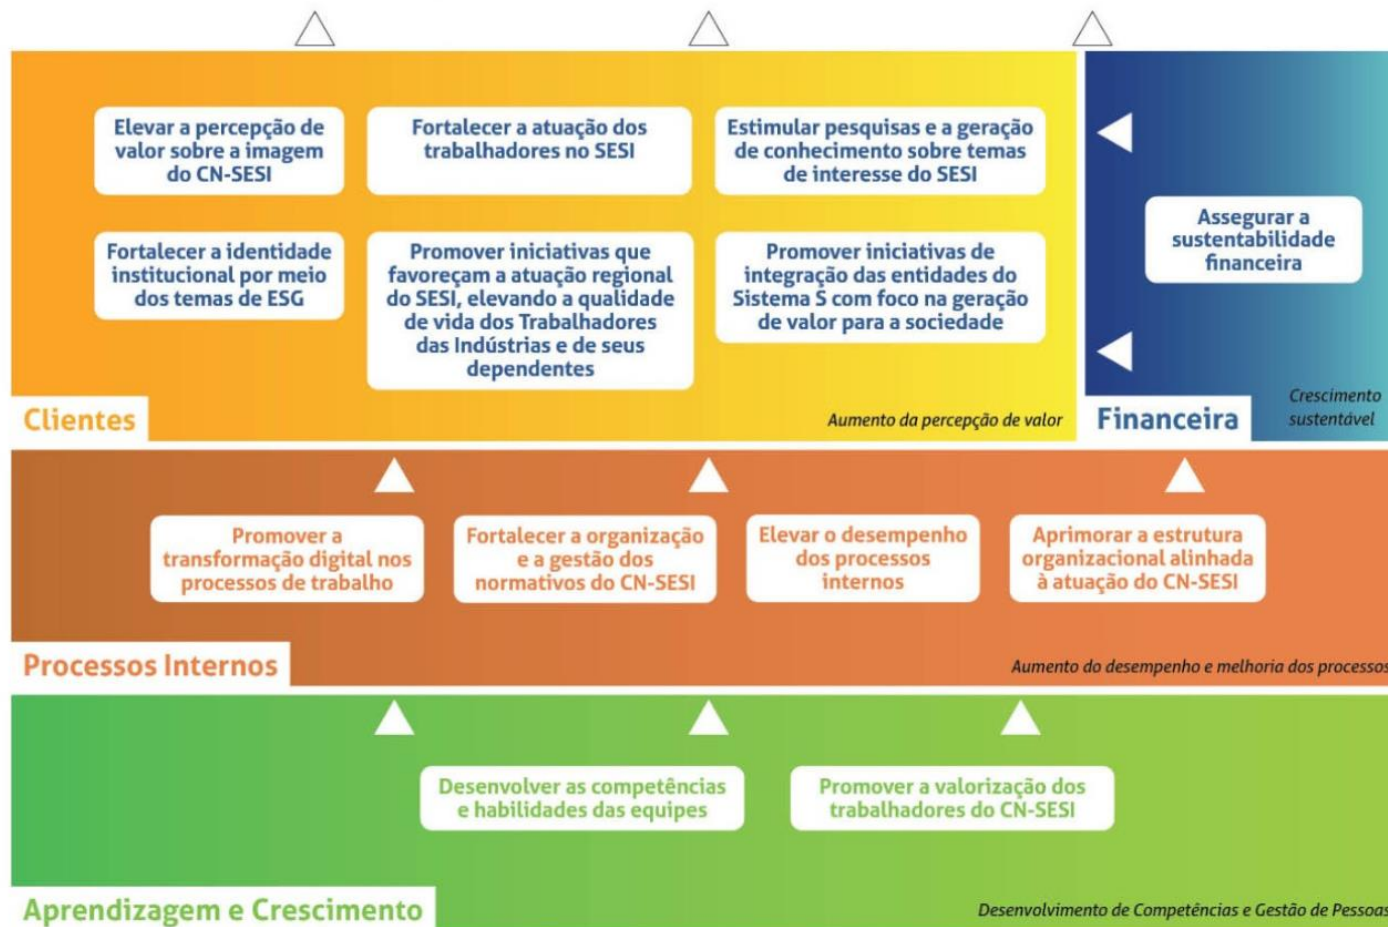 Elevar a percepção de
valor sobre a imagem
do CN-SESI
Fortalecer a atuação dos
trabalhadores no SESI
Estimular pesquisas e a geração
de conhecimento sobre temas
de interesse do SESI
Fortalecer a identidade
institucional por meio
dos temas de ESG
Promover iniciativas que
favoreçam a atuação regional
do SESI, elevando a qualidade
de vida dos Trabalhadores
das Indústrias e de seus
dependentes
Promover iniciativas de
integração das entidades do
Sistema S com foco na geração
de valor para a sociedade
Clientes
Aumento da percepção de valor
Assegurar a
sustentabilidade
financeira
Financeira
Crescimento
sustentável
Promover a
transformação digital nos
processos de trabalho
Fortalecer a organização
e a gestão dos
normativos do CN-SESI
Elevar o desempenho
dos processos
internos
Aprimorar a estrutura
organizacional alinhada
à atuação do CN-SESI
Processos Internos
Aumento do desempenho e melhoria dos processos
Desenvolver as competências
e habilidades das equipes
Promover a valorização dos
trabalhadores do CN-SESI
Aprendizagem e Crescimento
Desenvolvimento de Competências e Gestão de Pessoas